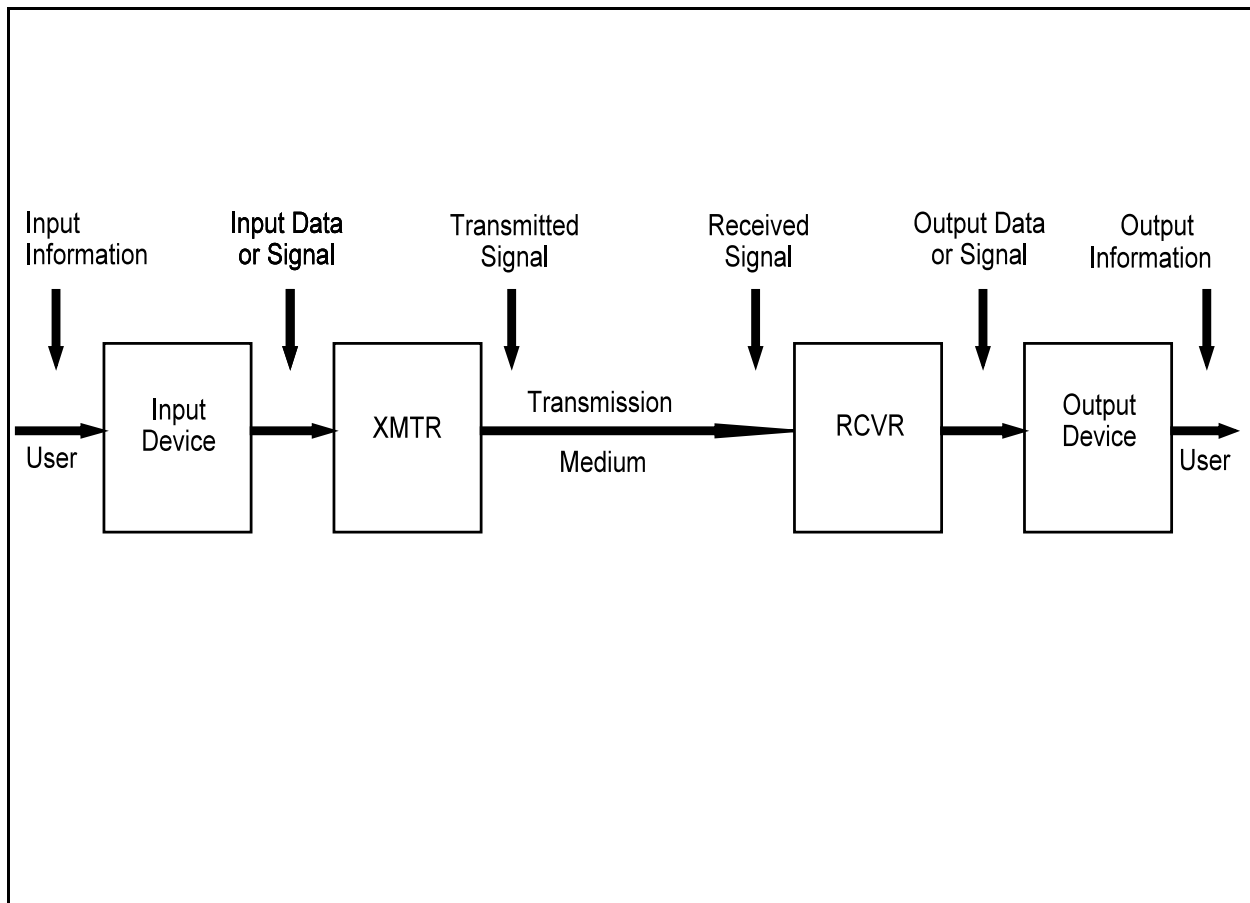 Input
Information
Input Data
or Signal
Transmitted
Signal
Received
Signal
Output Data
or Signal
Output
Information
User
Input
Device
XMTR
Transmission
Medium
RCVR
Output
Device
User